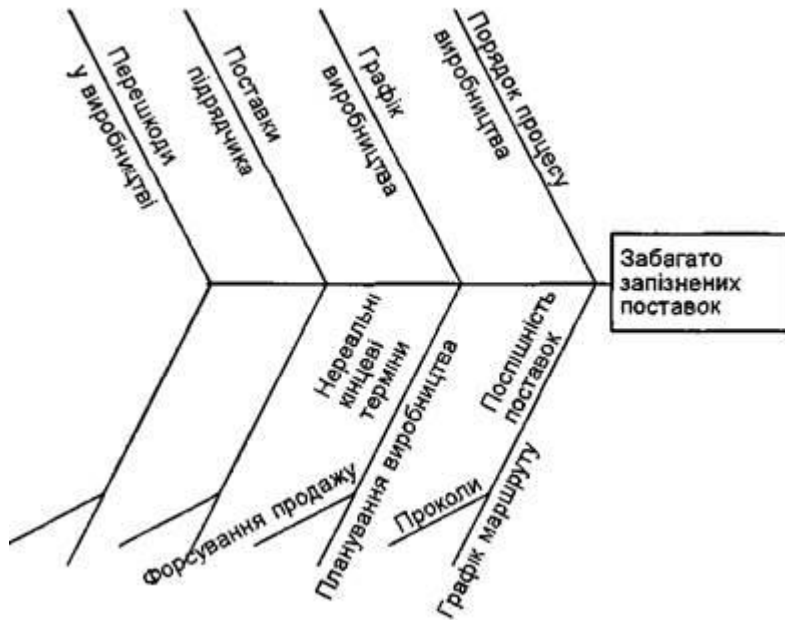 Перешкоди
у виробництві
Поставки
підрядчика
Графік
виробництва
Порядок процесу
виробництва
Забагато
запізнених
поставок
Нереальні
кінцеві
терміни
Планування виробництва
Форсування продажу
Поспішність
поставок
Проколи
Графік маршруту